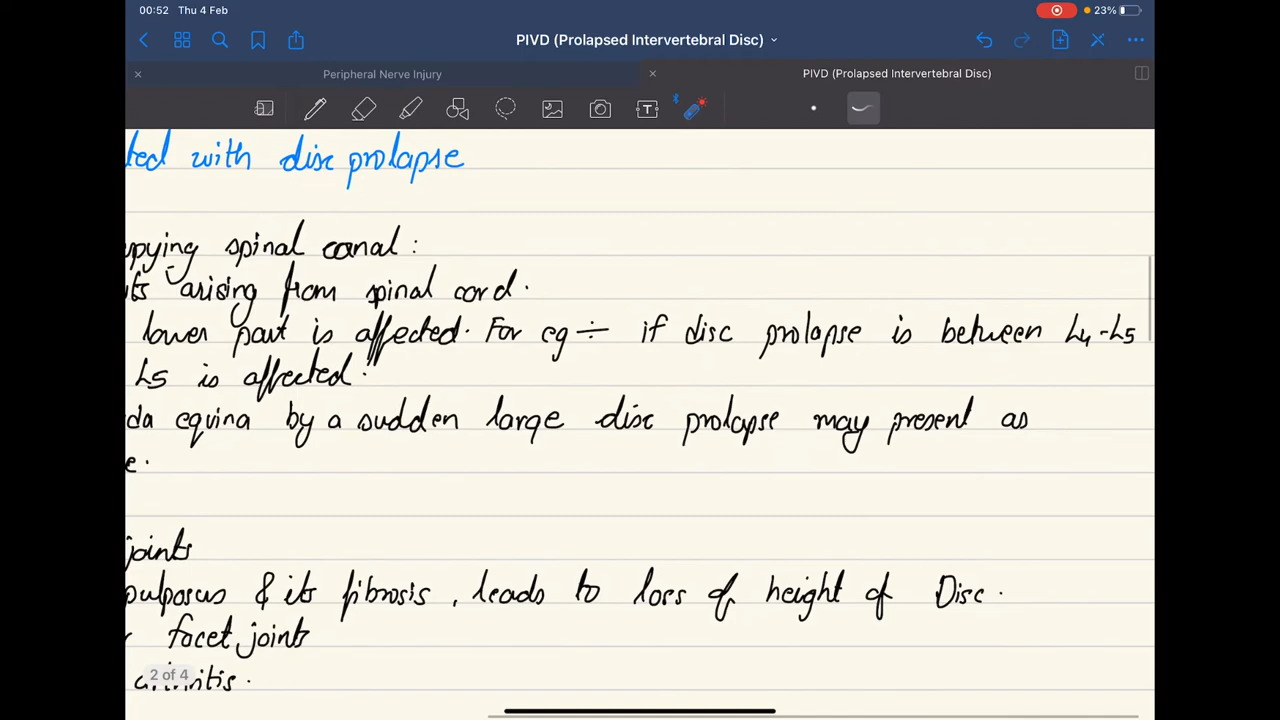 00:52 Thu 4 Feb
23%
PIVD (Prolapsed Intervertebral Disc)
Peripheral Nerve Injury
PIVD (Prolapsed Intervertebral Disc)
T
ted with disc prolapse
upying spinal canal :
ts arising from spinal cord.
lower part is affected. For eg ÷ if disc prolapse is between L4-L5
L5 is affected.
da equina by a sudden large disc prolapse may present as
e.
joints
pulposus & its fibrosis, leads to loss of height of Disc.
facet joints
2 of 4
arthritis.